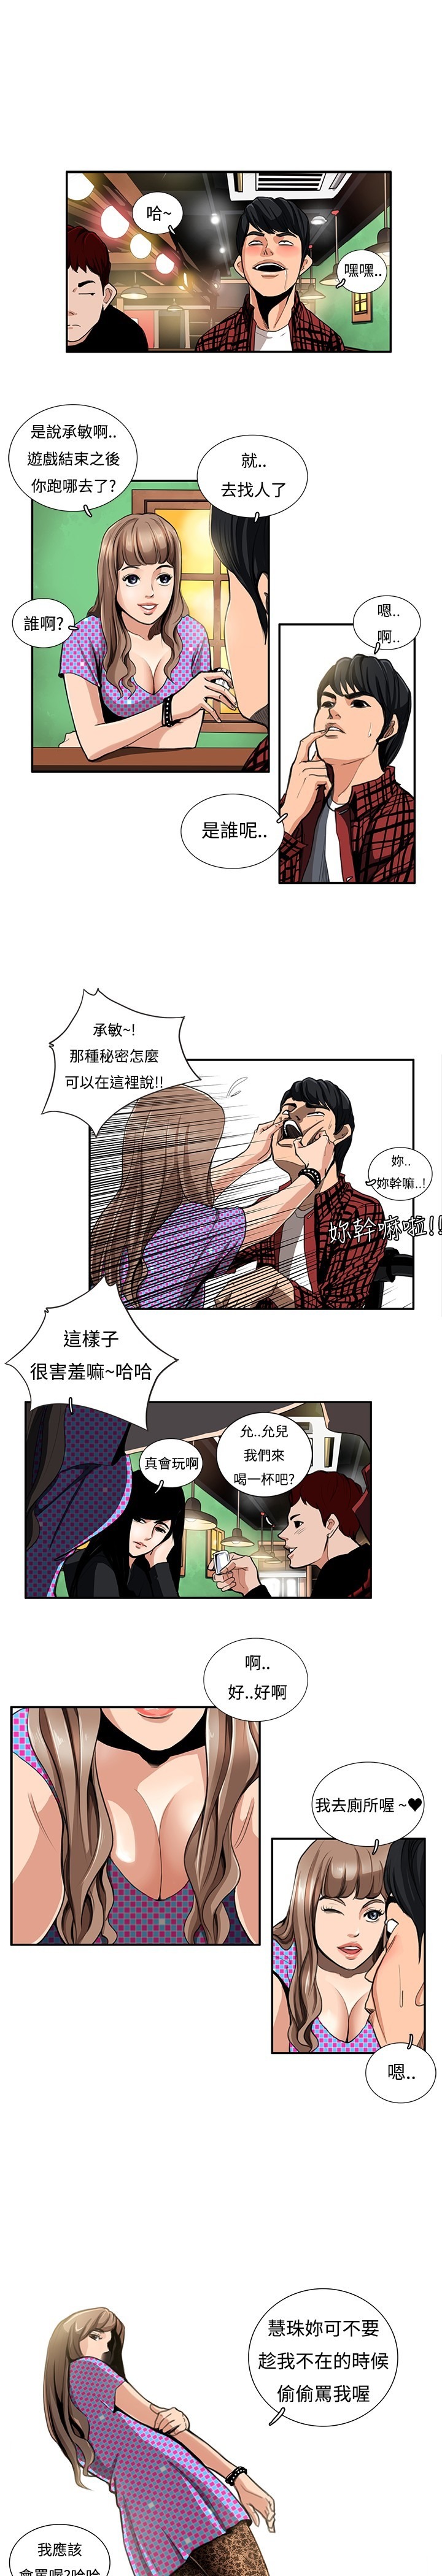 哈~
嘿嘿..
是說承敏啊..
遊戲結束之後
你跑哪去了?
就..
去找人了
誰啊?
嗯..
啊..
是誰呢..
承敏~!
那種秘密怎麼
可以在這裡說!!
妳..
妳幹嘛..!
妳幹嘛啦!!
這樣子
很害羞嘛~哈哈
真會玩啊
允..允兒
我們來
喝一杯吧?
啊..
好..好啊
我去廁所喔~♥
嗯..
慧珠妳可不要
趁我不在的時候
偷偷罵我喔
我應該
會罵喔?哈哈